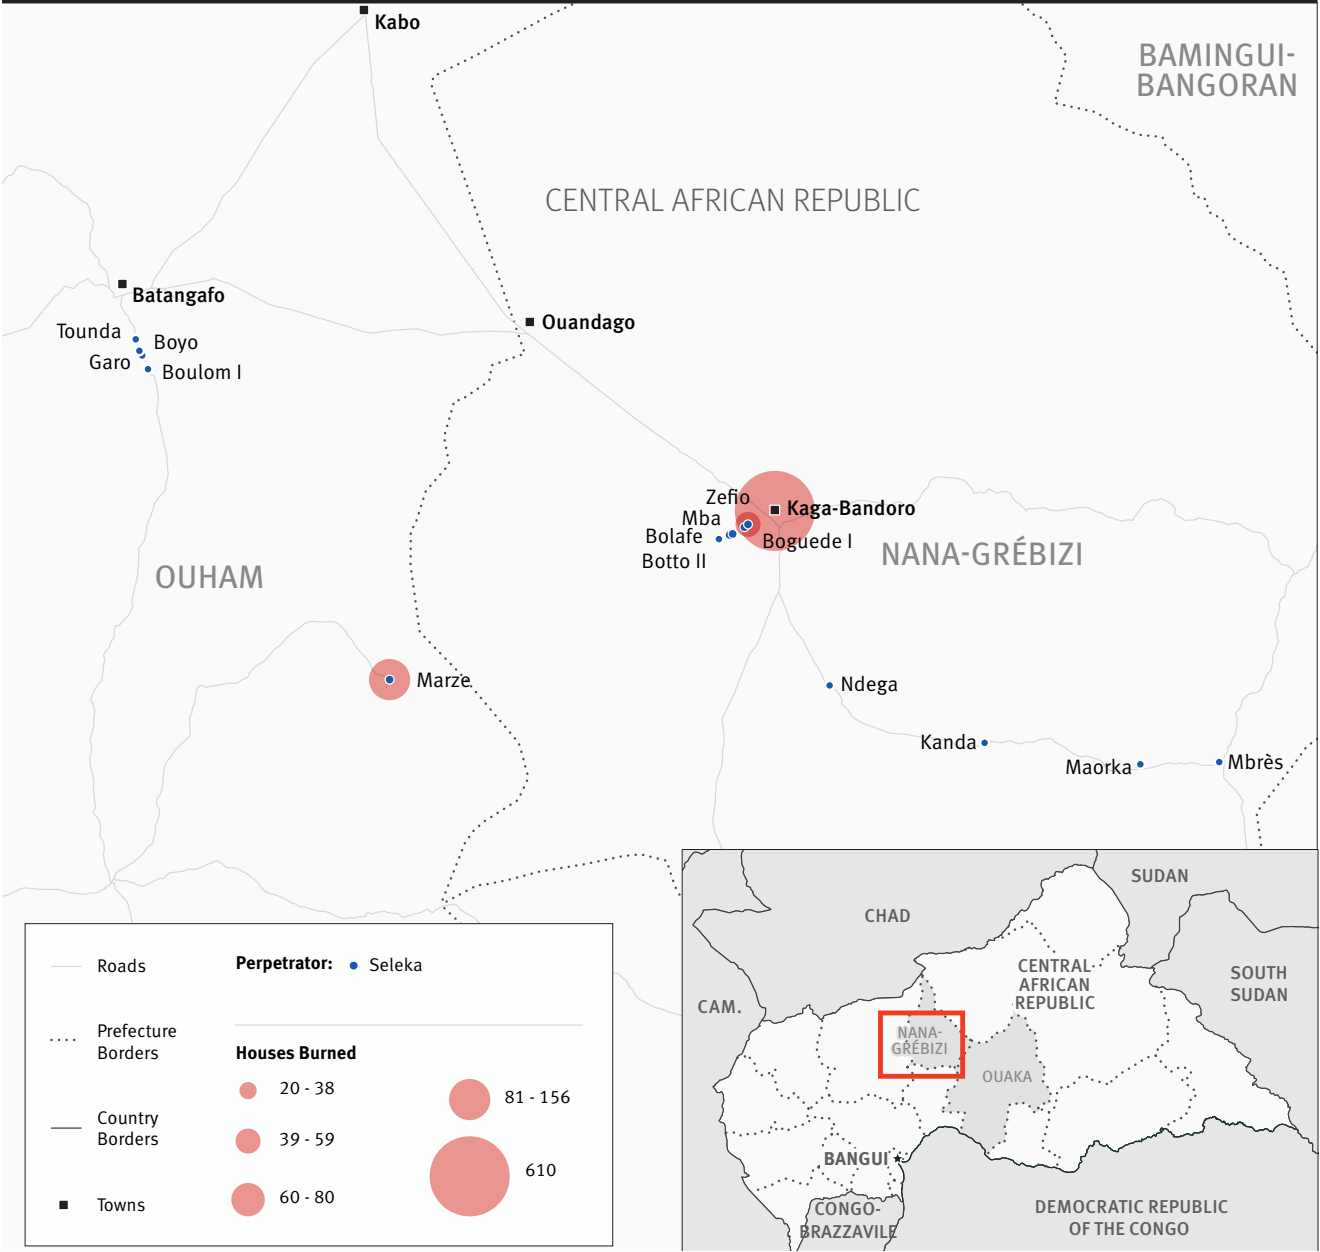 Kabo
BAMINGUI-
BANGORAN
CENTRAL AFRICAN REPUBLIC
Batangafo
Ouandago
Tounda
Boyo
Garo
Boulom I
Zefio
Kaga-Bandoro
Mba
Bolafe
Boguede I
Botto II
NANA-GRÉBIZI
OUHAM
Marze
Ndega
Kanda
Maorka
Mbrès
Roads
Prefecture
Borders
Country
Borders
Towns
Perpetrator:
Seleka
Houses Burned
20 - 38
39 - 59
60 - 80
81 - 156
610
SUDAN
CHAD
CENTRAL
AFRICAN
REPUBLIC
SOUTH
SUDAN
CAM.
NANA-
GRÉBIZI
OUAKA
BANGUI
CONGO-
BRAZZAVILE
DEMOCRATIC REPUBLIC
OF THE CONGO